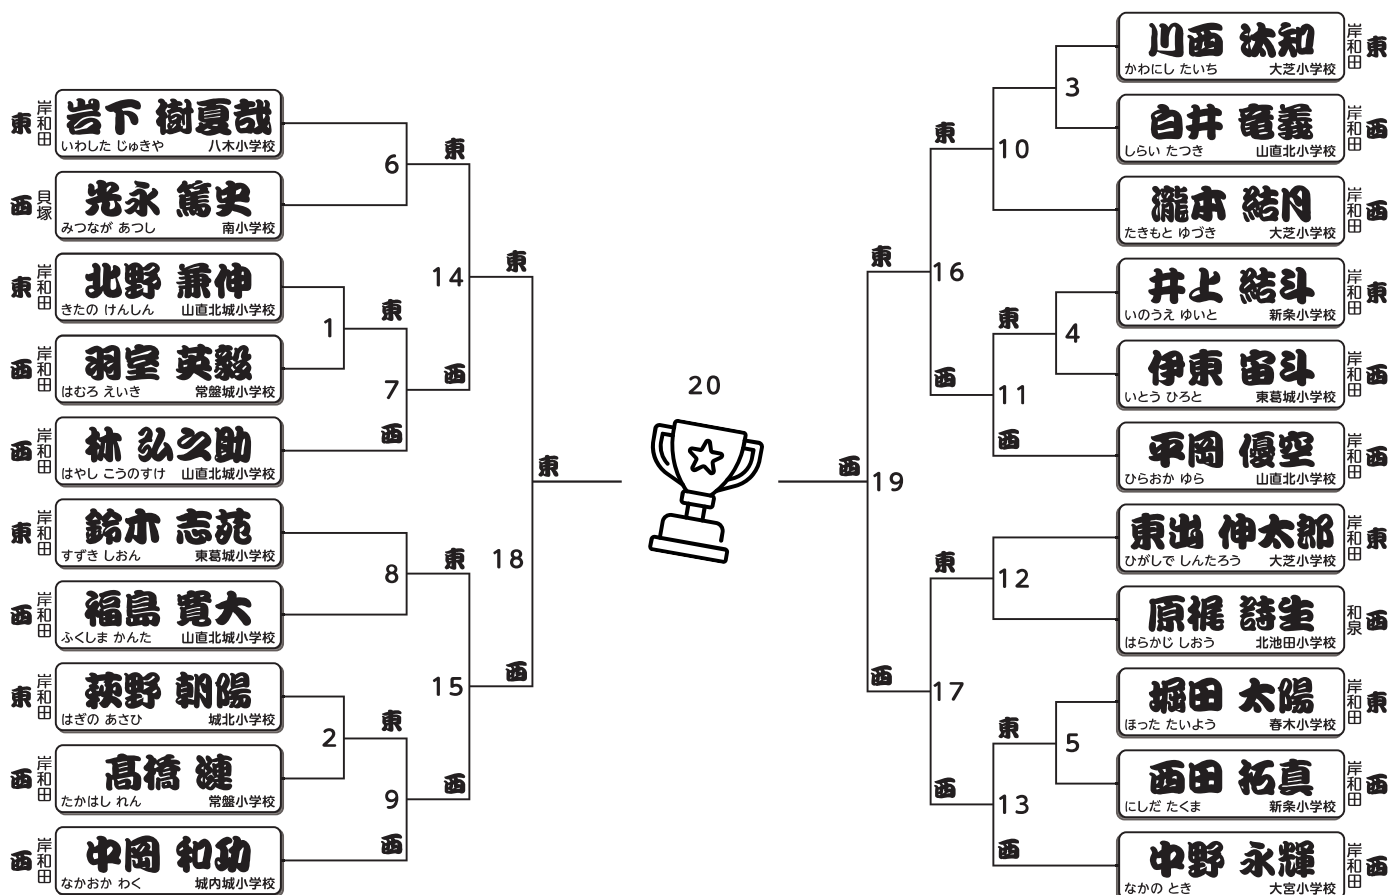 東
岸和田
岩下 樹夏哉
いわした じゅきや 八木小学校
西
貝塚
光永 篤史
みつなが あつし 南小学校
東
岸和田
北野 兼伸
きたの けんしん 山直北城小学校
西
岸和田
羽室 英毅
はむろ えいき 常盤城小学校
西
岸和田
林 弘之助
はやし こうのすけ 山直北城小学校
東
岸和田
鈴木 志苑
すずき しおん 東葛城小学校
西
岸和田
福島 寛大
ふくしま かんた 山直北城小学校
東
岸和田
萩野 朝陽
はぎの あさひ 城北小学校
西
岸和田
髙橋 漣
たかはし れん 常盤小学校
西
岸和田
中岡 和功
なかおか わく 城内城小学校
6
東
14
東
1
東
7
西
西
東
18
8
東
15
西
2
東
9
西
西
20
西
19
東
16
東
10
3
西
11
東
4
西
西
17
東
12
西
13
東
5
西
川西 汰知
かわにし たいち 大芝小学校
岸和田
東
白井 竜義
しらい たつき 山直北小学校
岸和田
西
瀧本 結月
たきもと ゆづき 大芝小学校
岸和田
西
井上 結斗
いのうえ ゆいと 新条小学校
岸和田
東
伊東 宙斗
いとう ひろと 東葛城小学校
岸和田
西
平岡 優空
ひらおか ゆら 山直北小学校
岸和田
西
東出 伸太郎
ひがしで しんたろう 大芝小学校
岸和田
東
原梶 詩生
はらかじ しおう 北池田小学校
和泉
西
堀田 太陽
ほった たいよう 春木小学校
岸和田
東
西田 拓真
にしだ たくま 新条小学校
岸和田
西
中野 永輝
なかの とき 大宮小学校
岸和田
西